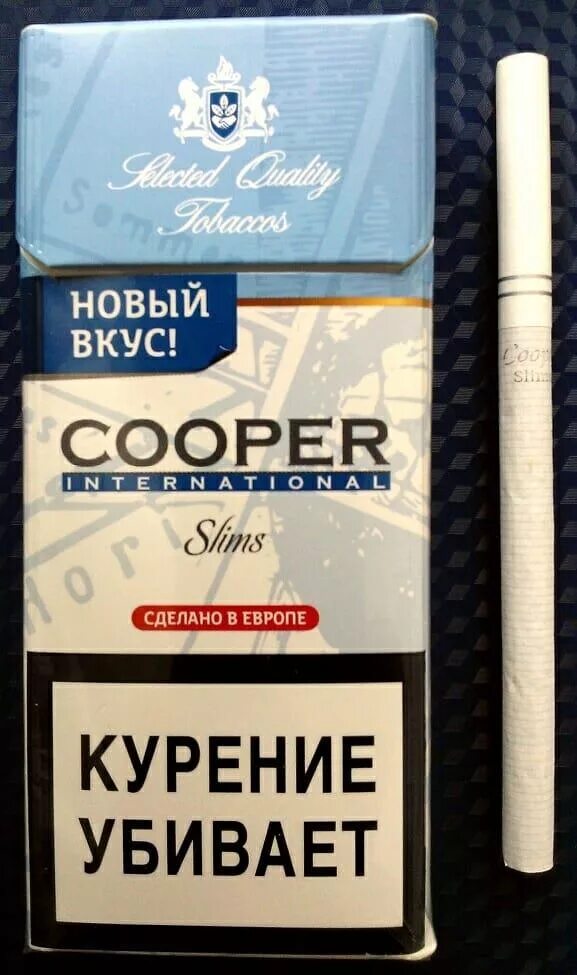 Selected Quality
Tobaccos
НОВЫЙ
ВКУС!
COOPER
INTERNATIONAL
Slims
СДЕЛАНО В ЕВРОПЕ
КУРЕНИЕ
УБИВАЕТ